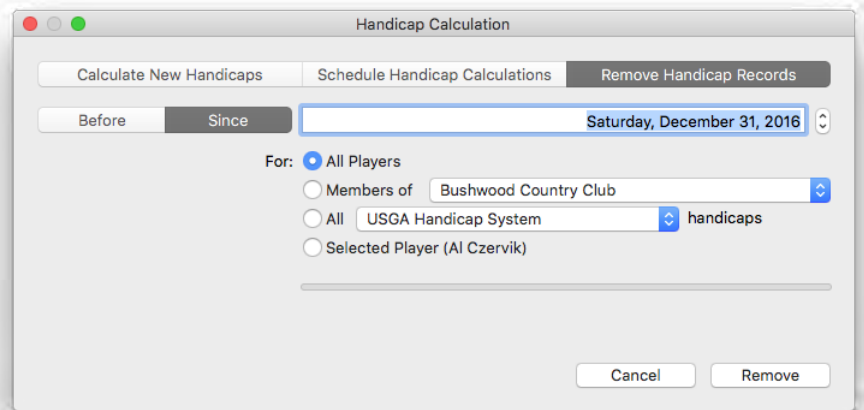 Handicap Calculation
Calculate New Handicaps Schedule Handicap Calculations Remove Handicap Records
Before Since Saturday, December 31, 2016
For: All Players
Members of Bushwood Country Club
All USGA Handicap System handicaps
Selected Player (Al Czervik)
Cancel Remove